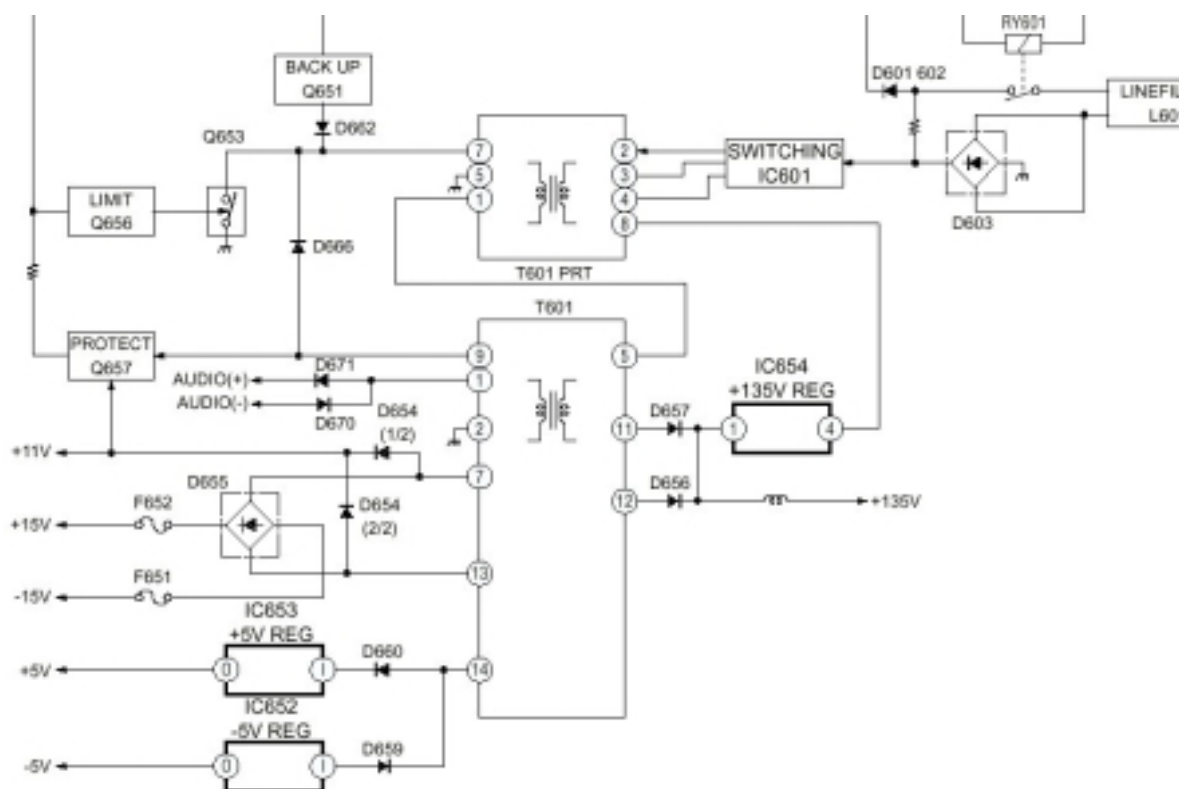 RY601
BACK UP
Q651
D601 602
LINEFIL
D662
Q653
7
2
SWITCHING
IC601
5
3
LIMIT
Q656
1
4
8
D603
D666
T601 PRT
T601
PROTECT
Q657
9
5
IC654
+135V REG
AUDIO(+)
D671
1
AUDIO(-)
D670
D654
(1/2)
2
11
D657
1
4
+11V
D655
7
F652
D654
(2/2)
D656
12
+135V
+15V
F651
13
-15V
IC653
+5V REG
+5V
O
I
D660
14
IC652
-5V REG
-5V
O
I
D659